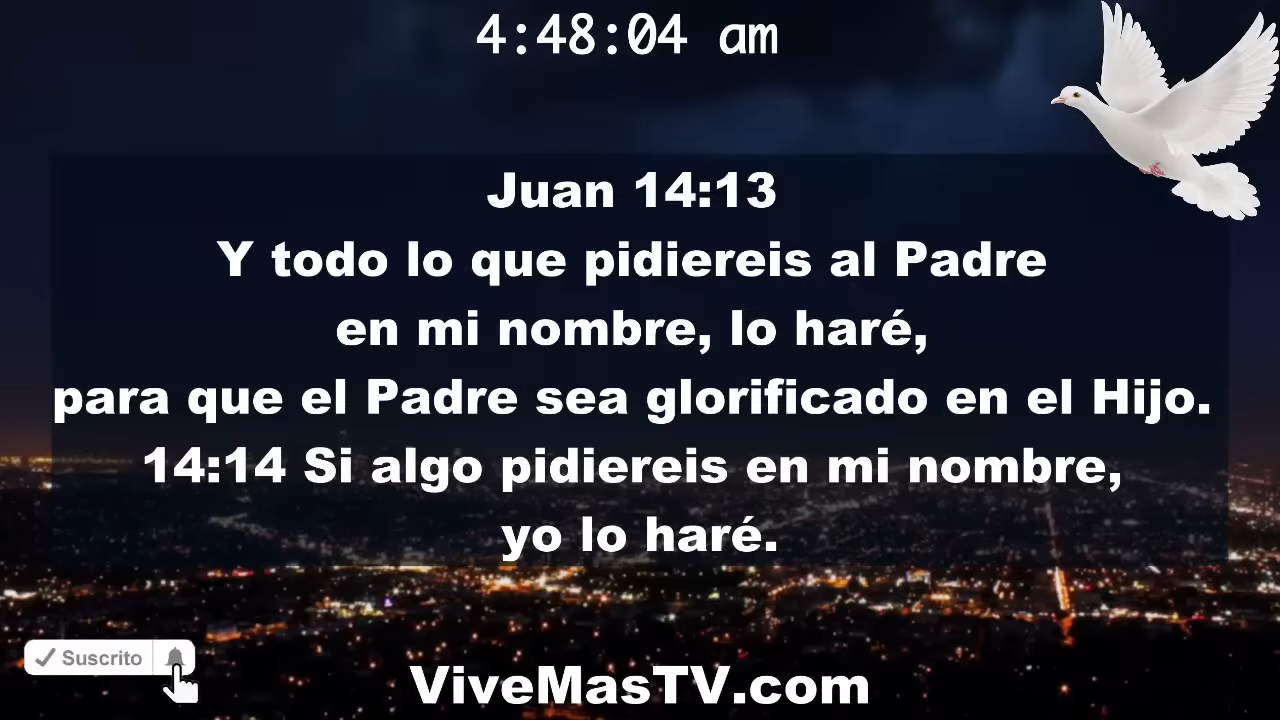 4:48:04 am
Juan 14:13
Y todo lo que pidiereis al Padre
en mi nombre, lo haré,
para que el Padre sea glorificado en el Hijo.
14:14 Si algo pidiereis en mi nombre,
yo lo haré.
Suscrito
ViveMasTV.com